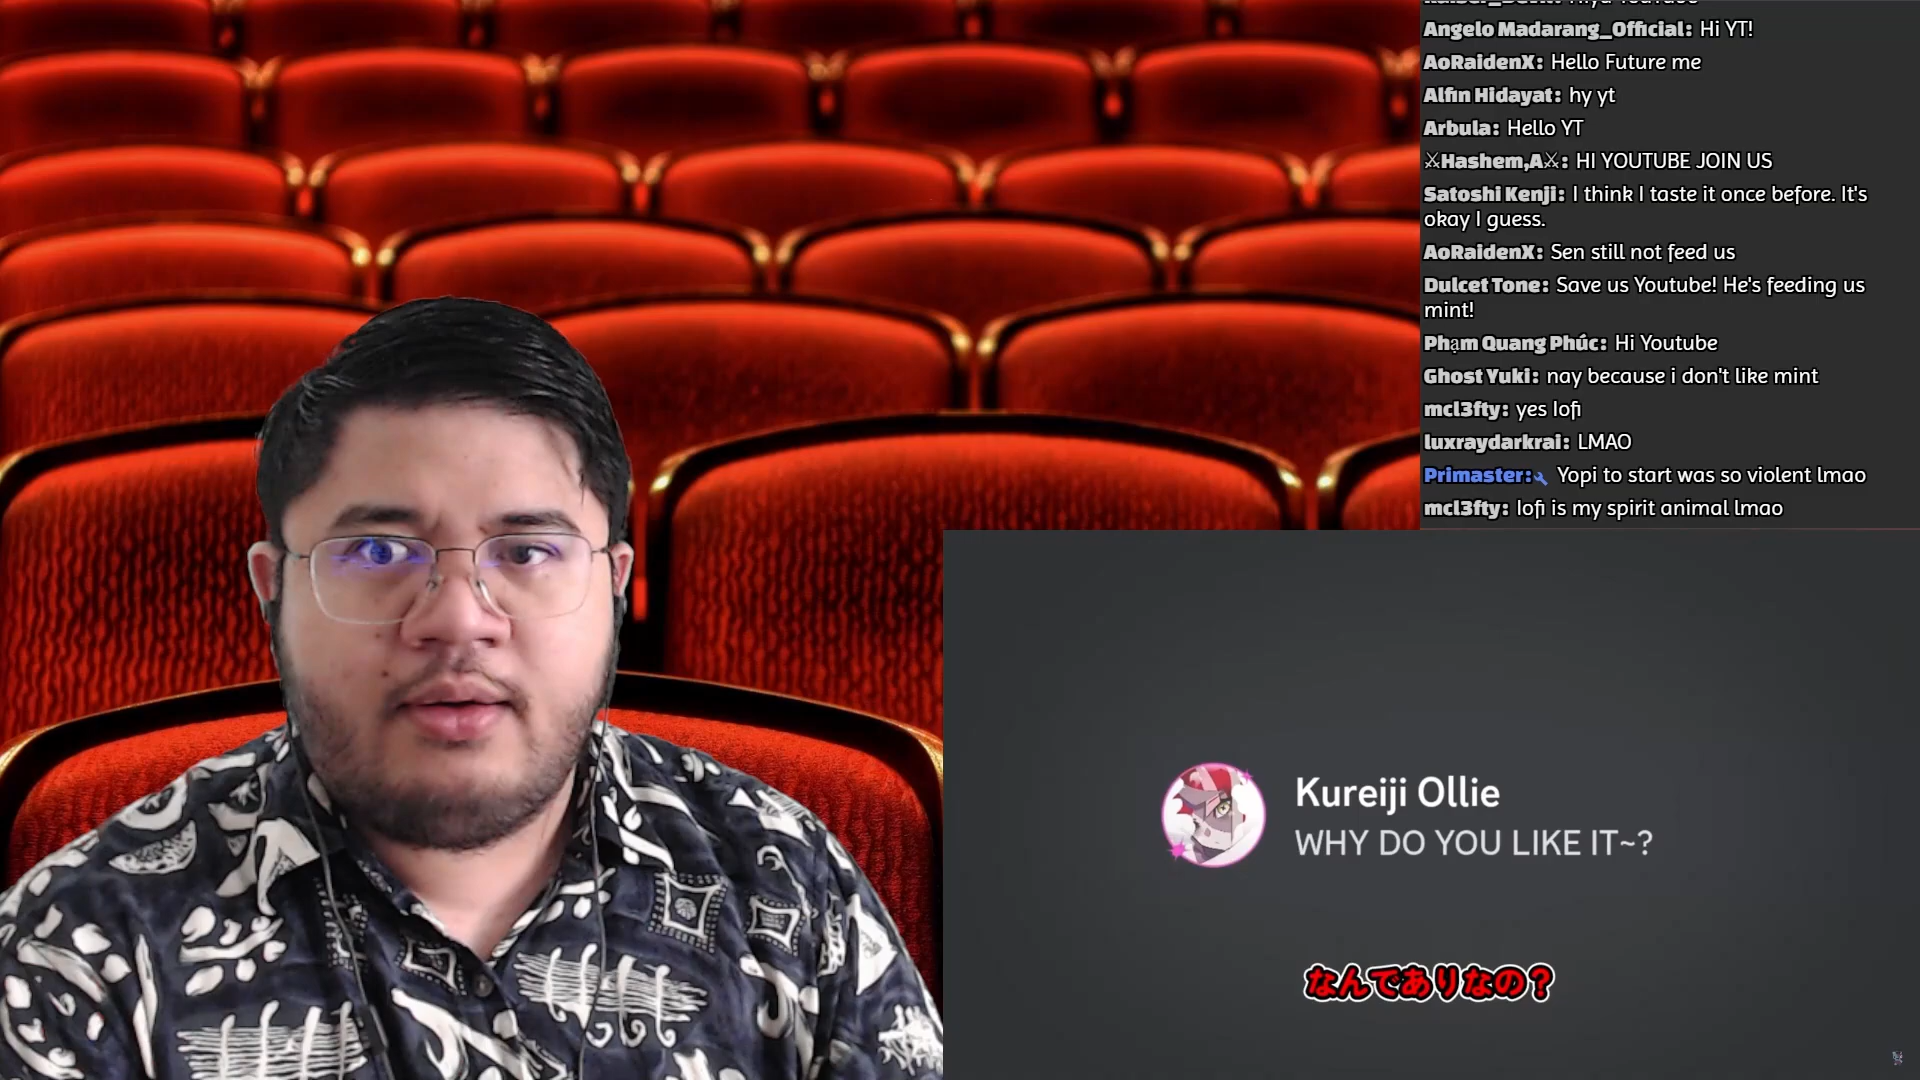 Angelo Madarang_Official: Hi YT!
AoRaidenX: Hello Future me
Alfin Hidayat: hy yt
Arbula: Hello YT
⚔Hashem,A⚔: HI YOUTUBE JOIN US
Satoshi Kenji: I think I taste it once before. It's
okay I guess.
AoRaidenX: Sen still not feed us
Dulcet Tone: Save us Youtube! He's feeding us
mint!
Phạm Quang Phúc: Hi Youtube
Ghost Yuki: nay because i don't like mint
mcl3fty: yes Iofi
luxraydarkrai: LMAO
Primaster: Yopi to start was so violent lmao
mcl3fty: Iofi is my spirit animal lmao
Kureiji Ollie
WHY DO YOU LIKE IT~?
なんでありなの？